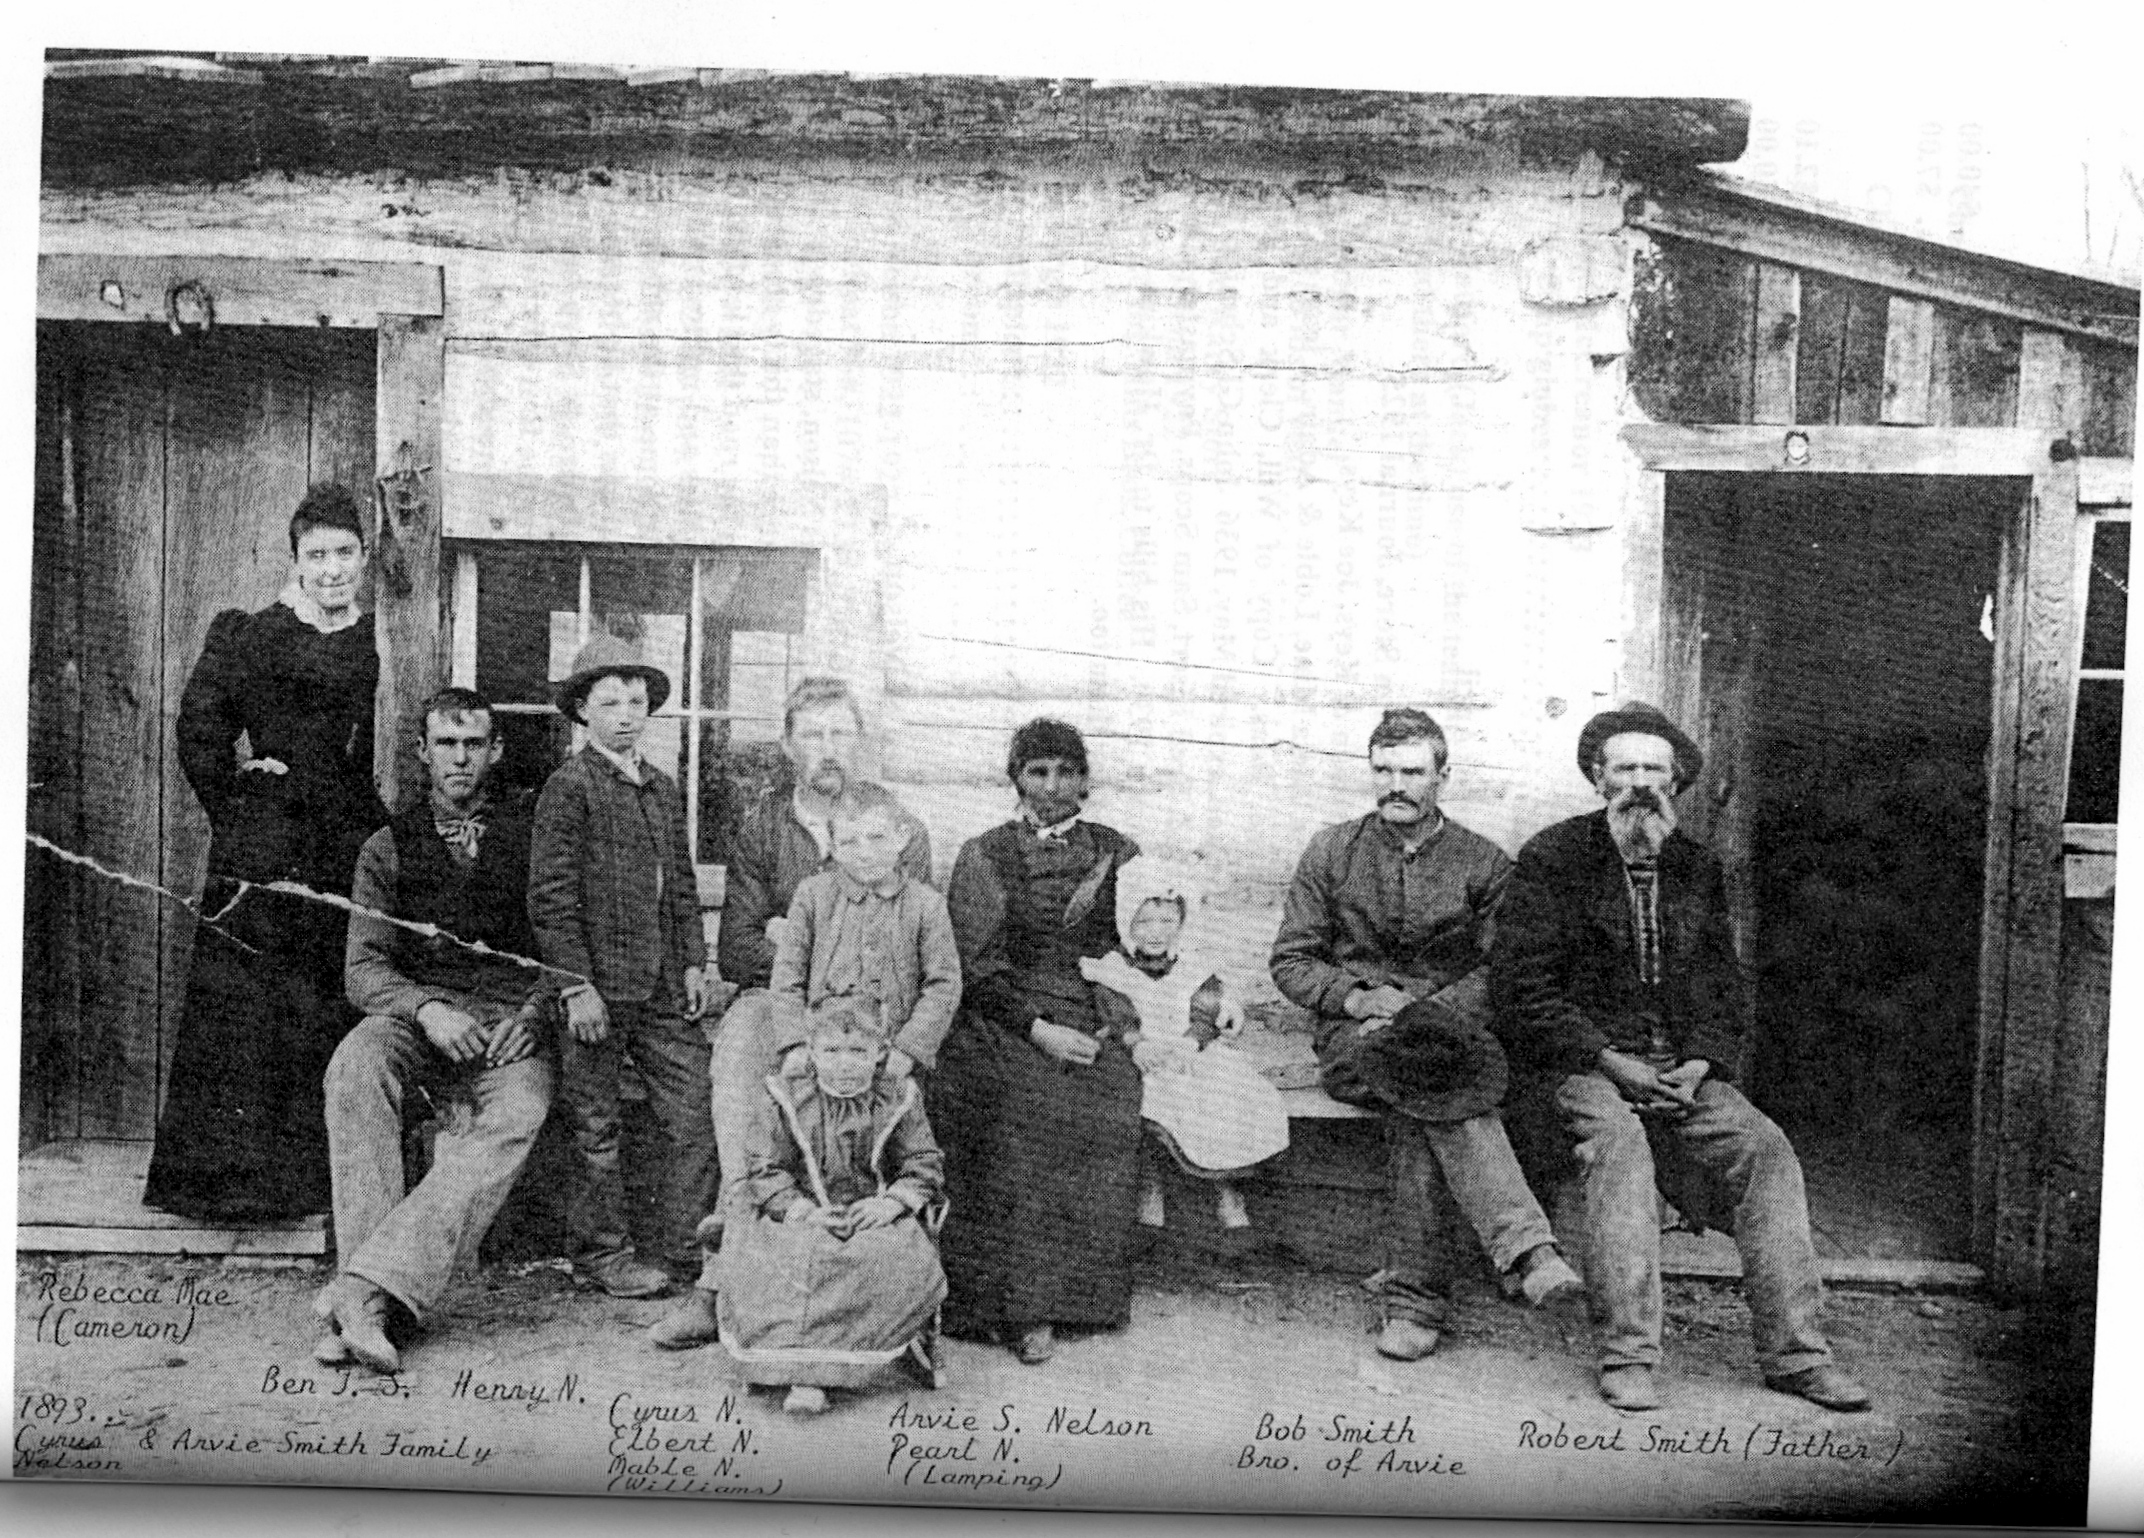 Rebecca Mae
(Cameron)
Ben T. S. Henry N.
1893..
Cyrus & Arvie Smith Family
Nelson
Cyrus N.
Elbert N.
Mable N.
(Williams)
Arvie S. Nelson
Pearl N.
(Lamping)
Bob Smith
Bro. of Arvie
Robert Smith (Father)